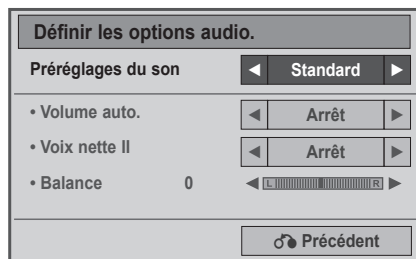 Définir les options audio.
Préréglages du son ◄ Standard ►
• Volume auto. ◄ Arrêt ►
• Voix nette II ◄ Arrêt ►
• Balance 0 ◄ L R ►
Précédent